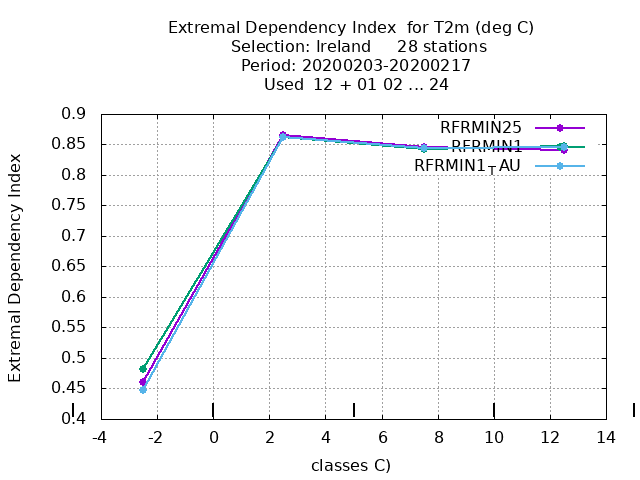 Extremal Dependency Index  for T2m (deg C)
Selection: Ireland     28 stations
Period: 20200203-20200217
Used  12 + 01 02 ... 24
Extremal Dependency Index
0.9
0.85
0.8
0.75
0.7
0.65
0.6
0.55
0.5
0.45
0.4
RFRMIN25
RFRMIN1
RFRMIN1TAU
-4 -2 0 2 4 6 8 10 12 14
classes C)